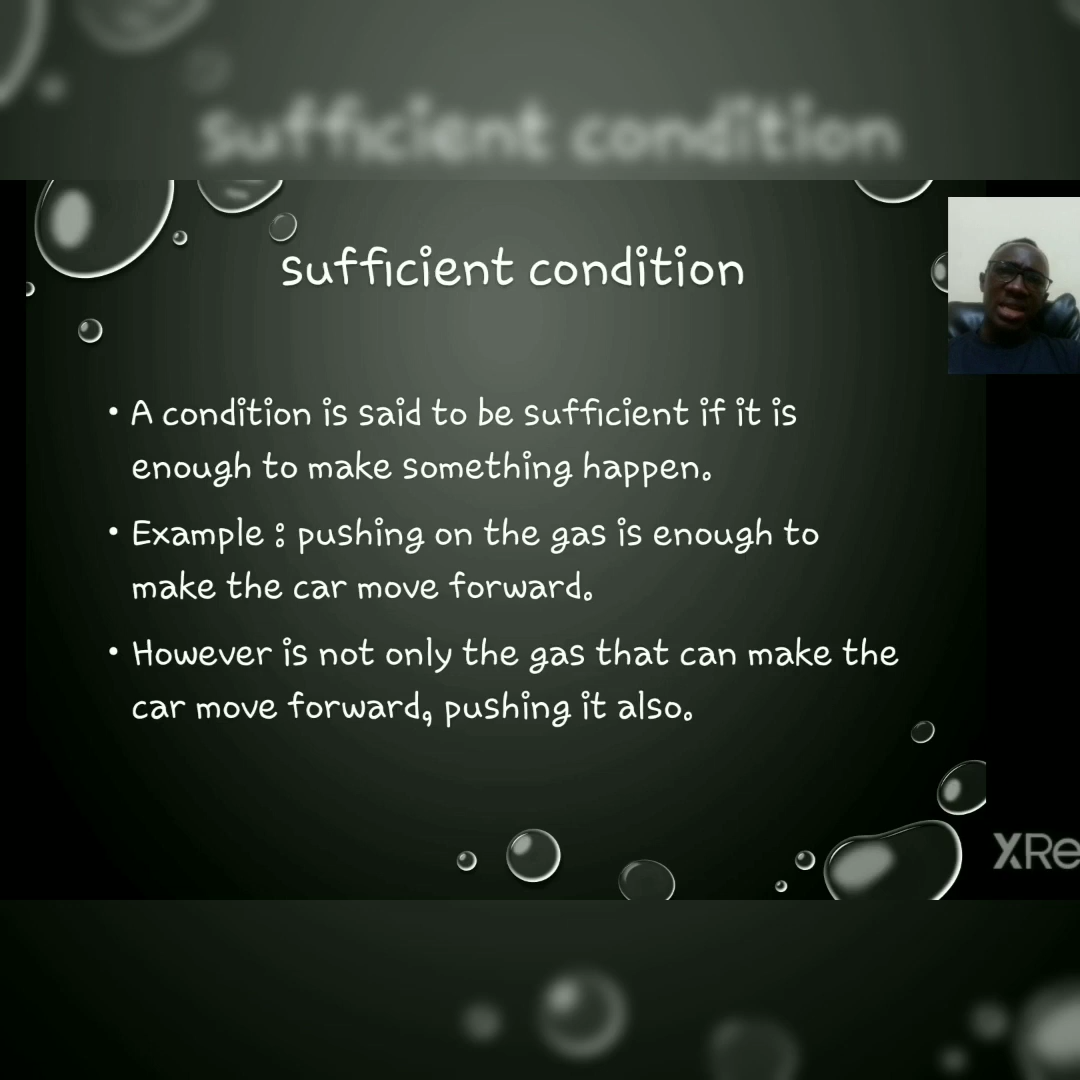 sufficient condition
sufficient condition
• A condition is said to be sufficient if it is
enough to make something happen.
• Example : pushing on the gas is enough to
make the car move forward.
• However is not only the gas that can make the
car move forward, pushing it also.
XRe